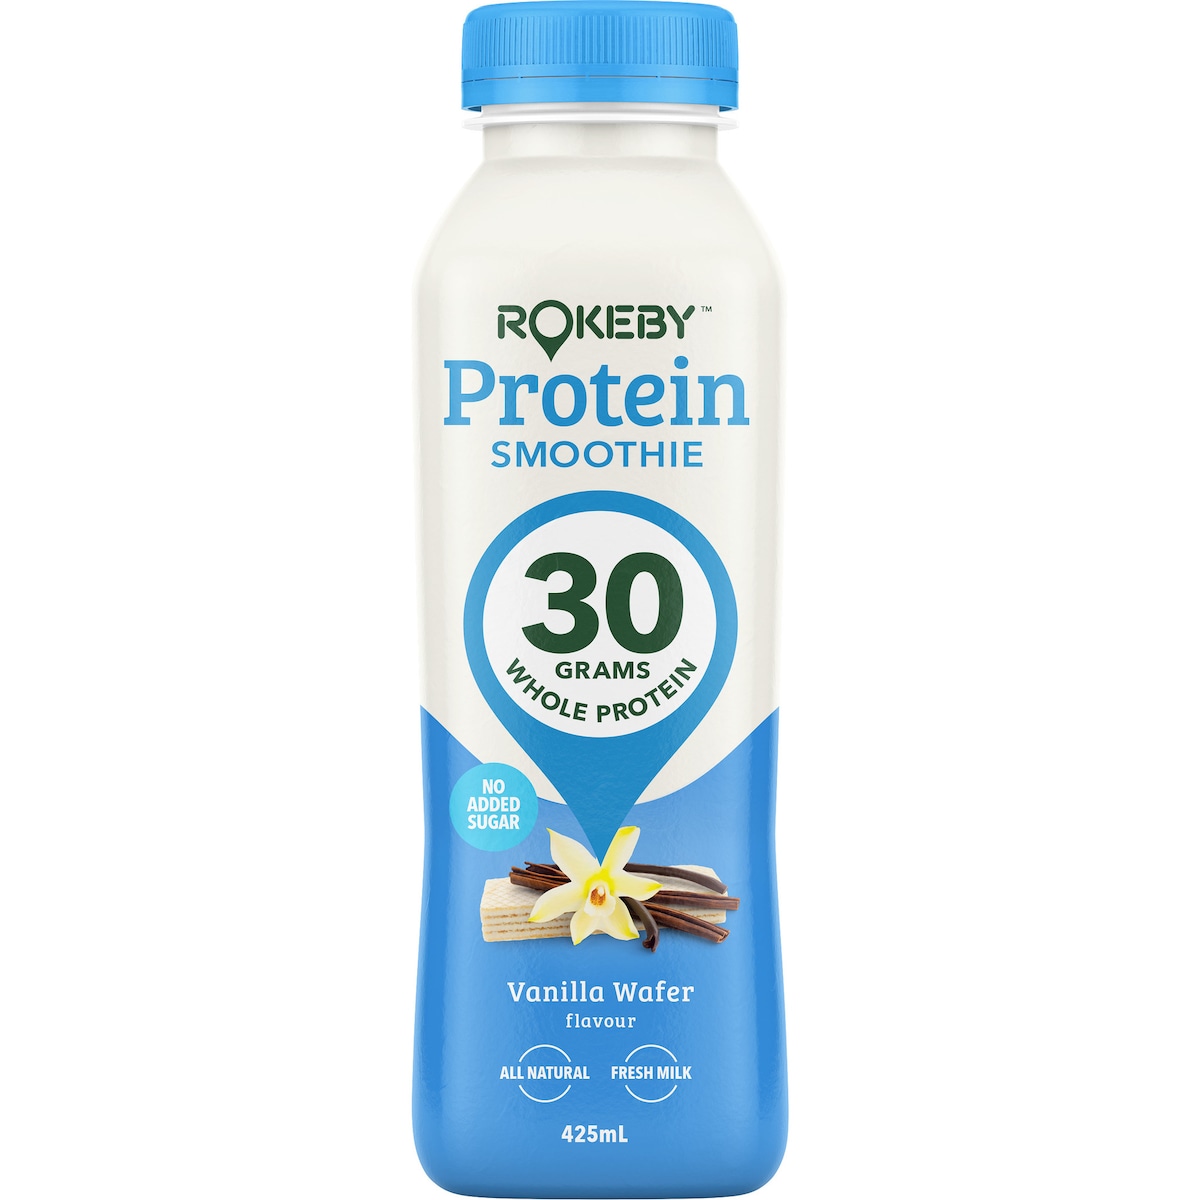 ROKEBY™
Protein
SMOOTHIE
30
GRAMS
WHOLE PROTEIN
NO
ADDED
SUGAR
Vanilla Wafer
flavour
ALL NATURAL
FRESH MILK
425mL